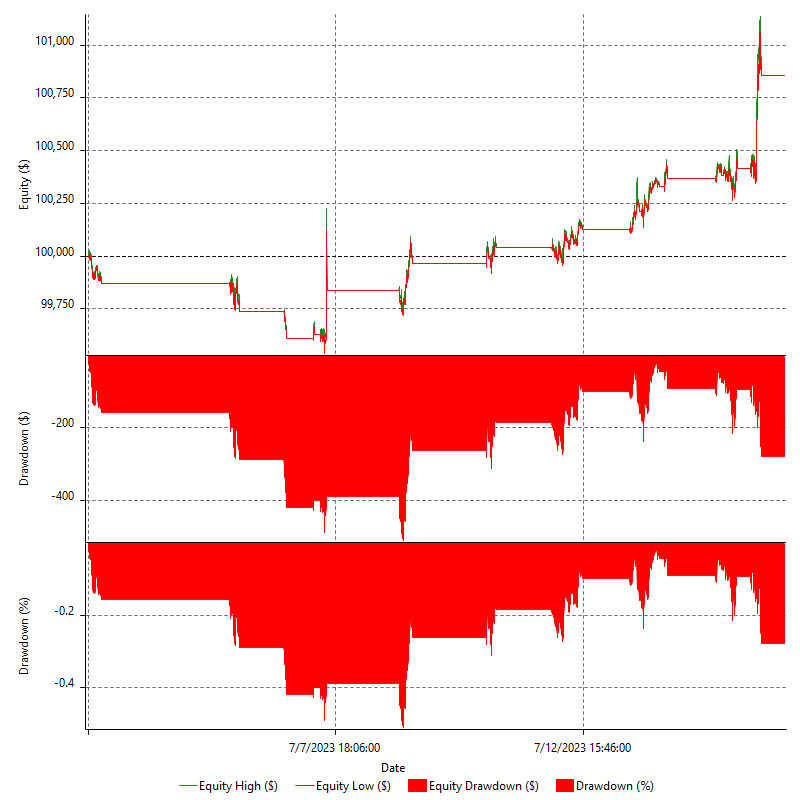 101,000
100,750
100,500
100,250
100,000
99,750
Equity ($)
-200
-400
Drawdown ($)
-0.2
-0.4
Drawdown (%)
7/7/2023 18:06:00
7/12/2023 15:46:00
Date
Equity High ($) Equity Low ($) Equity Drawdown ($) Drawdown (%)